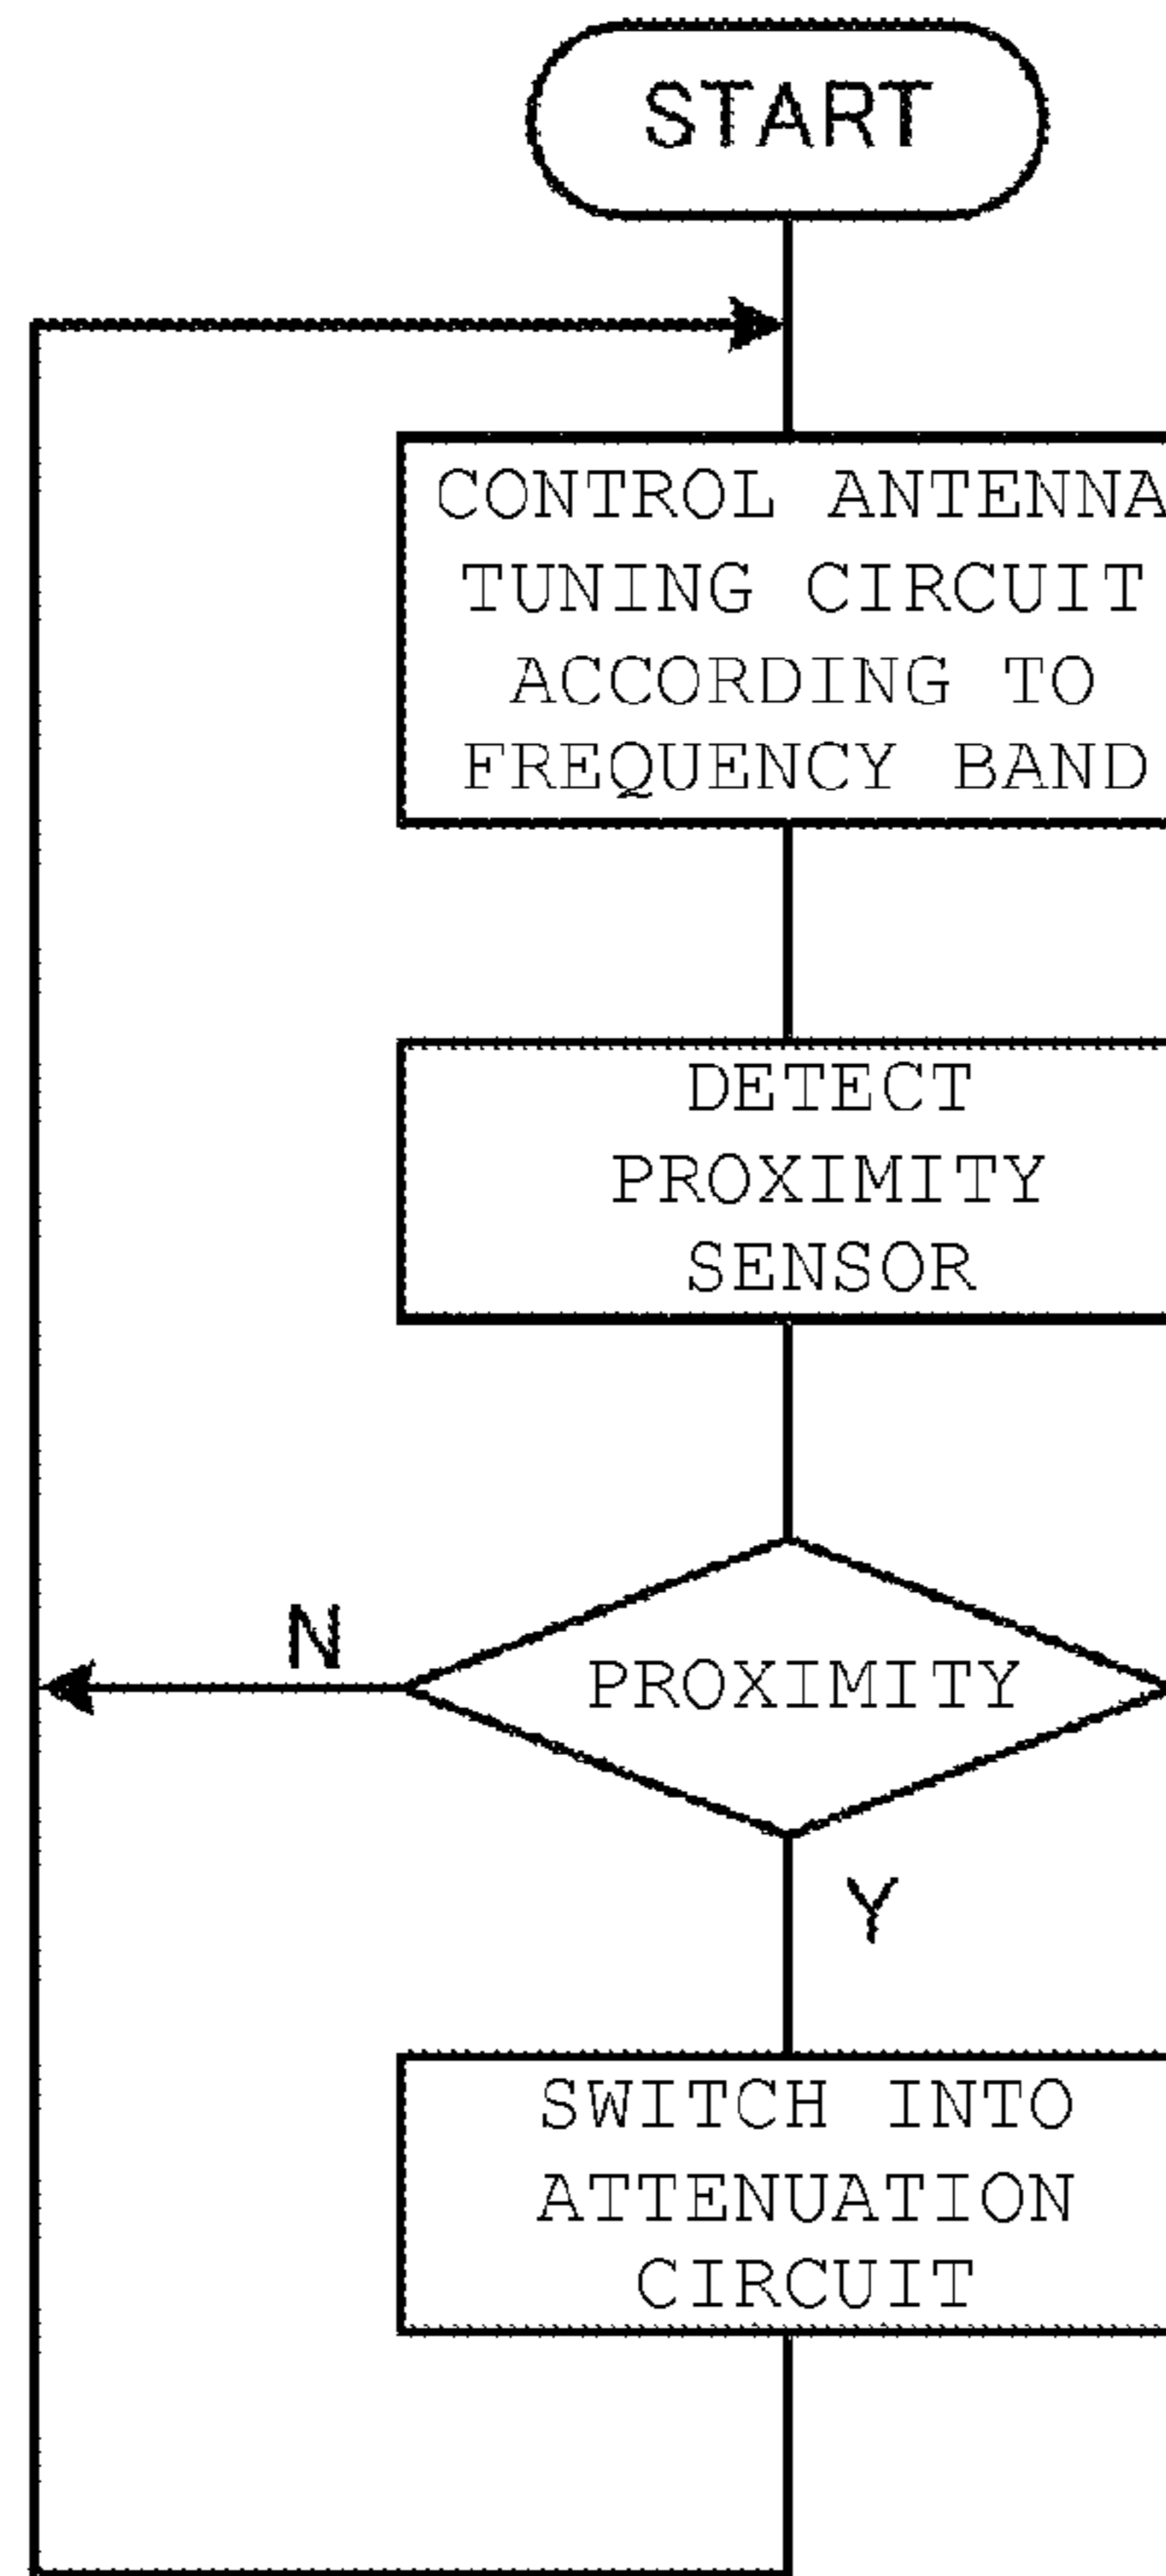 START
CONTROL ANTENNA
TUNING CIRCUIT
ACCORDING TO
FREQUENCY BAND
DETECT
PROXIMITY
SENSOR
N
PROXIMITY
Y
SWITCH INTO
ATTENUATION
CIRCUIT